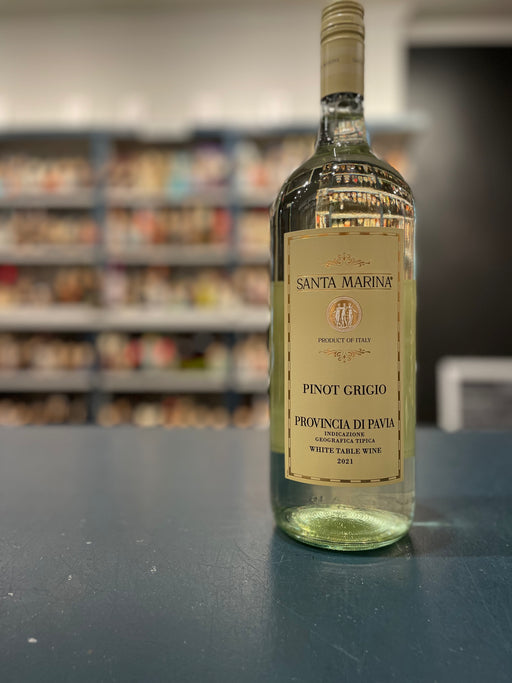 SANTA MARINA®
PRODUCT OF ITALY
PINOT GRIGIO
PROVINCIA DI PAVIA
INDICAZIONE
GEOGRAFICA TIPICA
WHITE TABLE WINE
2021